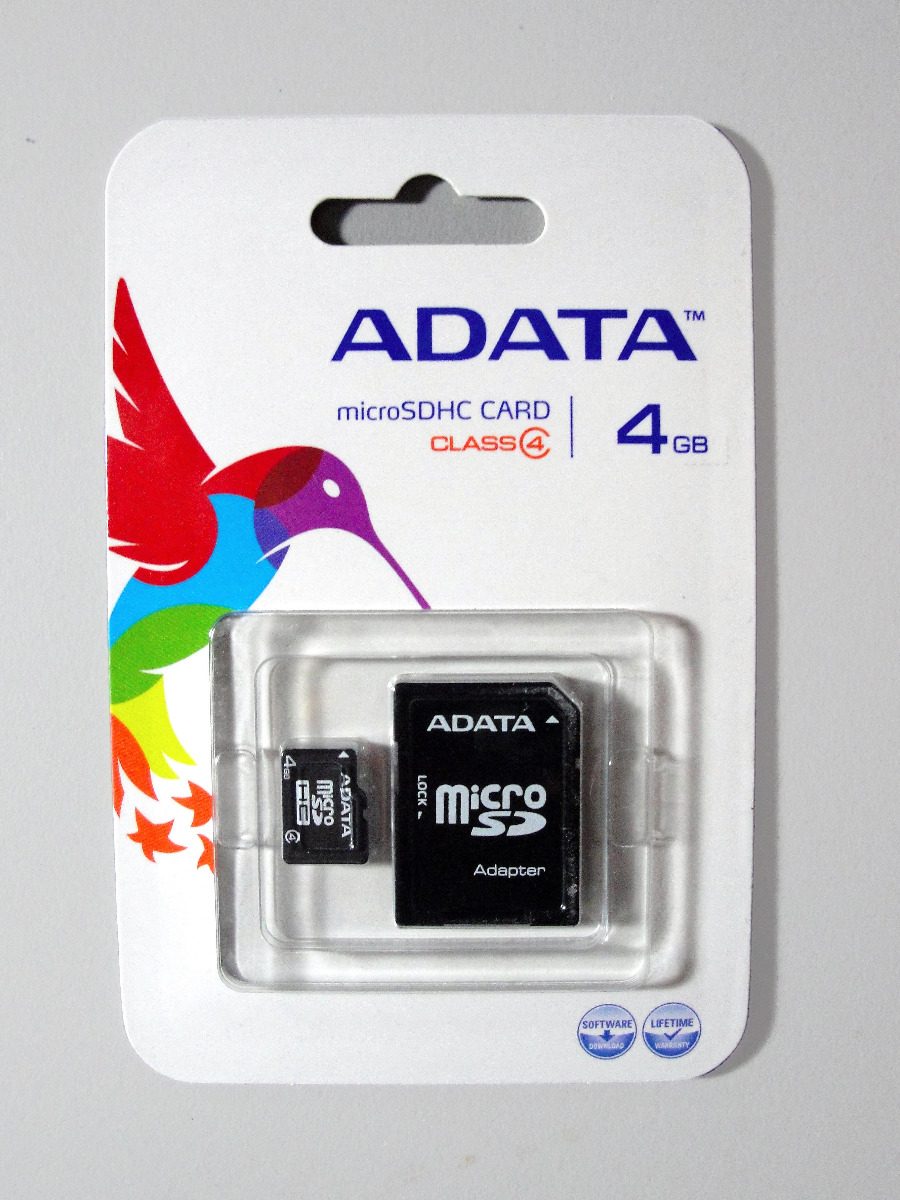 ADATA™
microSDHC CARD
CLASS 4
4 GB
4GB
micro
SD
HC
4
ADATA
ADATA
LOCK
micro
SD
Adapter
SOFTWARE
DOWNLOAD
LIFETIME
WARRANTY